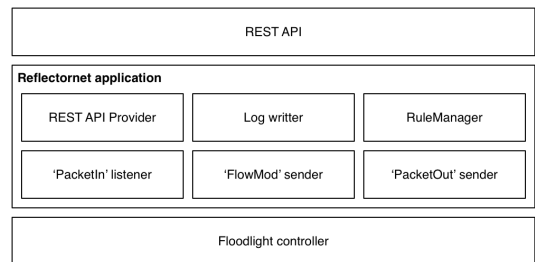 REST API
Reflectornet application
REST API Provider
Log writter
RuleManager
‘PacketIn’ listener
‘FlowMod’ sender
‘PacketOut’ sender
Floodlight controller